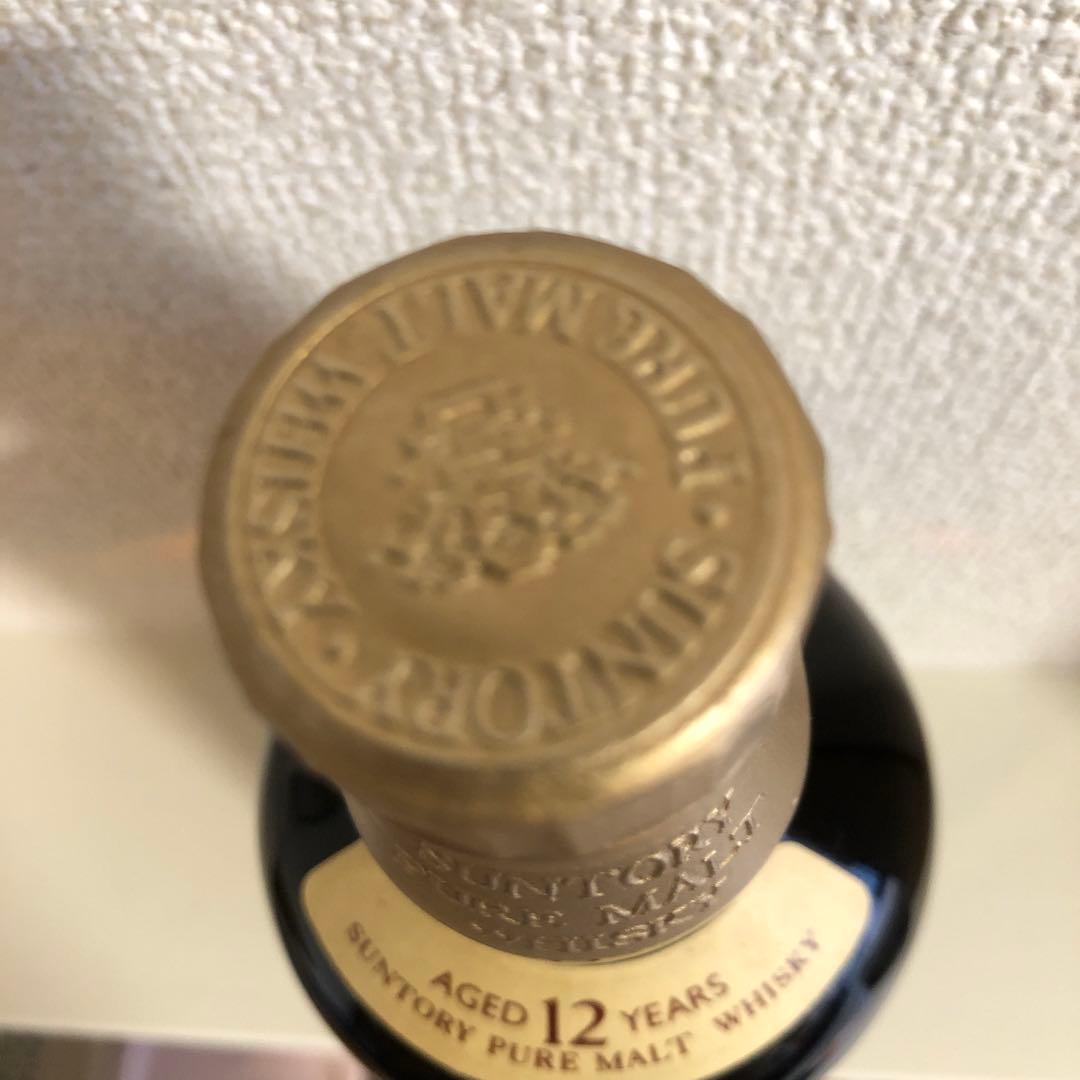 SUNTORY · PURE MALT WHISKY ·
SUNTORY
PURE MALT
WHISKY
AGED 12 YEARS
SUNTORY PURE MALT WHISKY